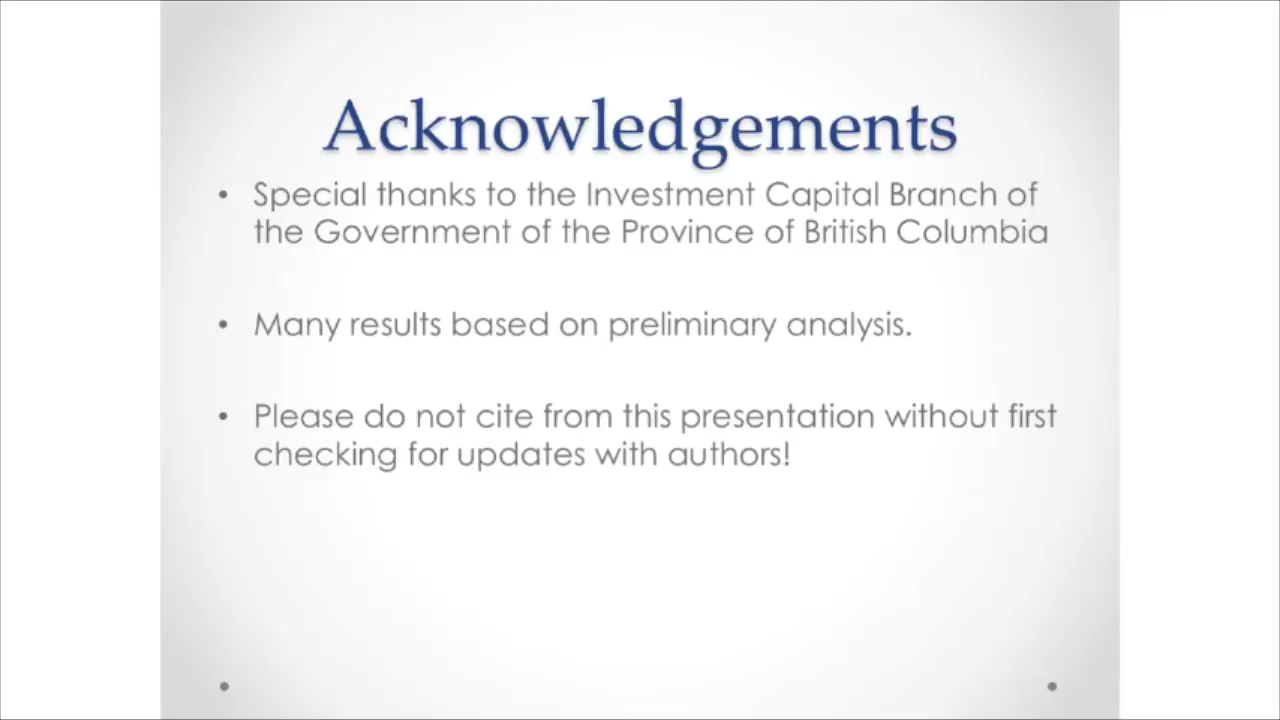 Acknowledgements
• Special thanks to the Investment Capital Branch of
the Government of the Province of British Columbia
• Many results based on preliminary analysis.
• Please do not cite from this presentation without first
checking for updates with authors!